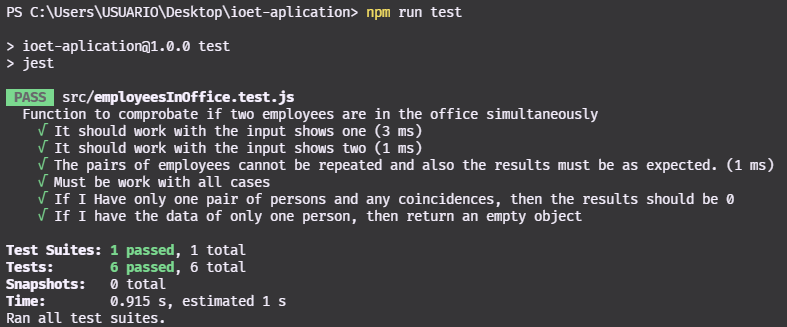 PS C:\Users\USUARIO\Desktop\ioet-aplication> npm run test
> ioet-aplication@1.0.0 test
> jest
PASS src/employeesInOffice.test.js
Function to comprobate if two employees are in the office simultaneously
√ It should work with the input shows one (3 ms)
√ It should work with the input shows two (1 ms)
√ The pairs of employees cannot be repeated and also the results must be as expected. (1 ms)
√ Must be work with all cases
√ If I Have only one pair of persons and any coincidences, then the results should be 0
√ If I have the data of only one person, then return an empty object
Test Suites: 1 passed, 1 total
Tests: 6 passed, 6 total
Snapshots: 0 total
Time: 0.915 s, estimated 1 s
Ran all test suites.